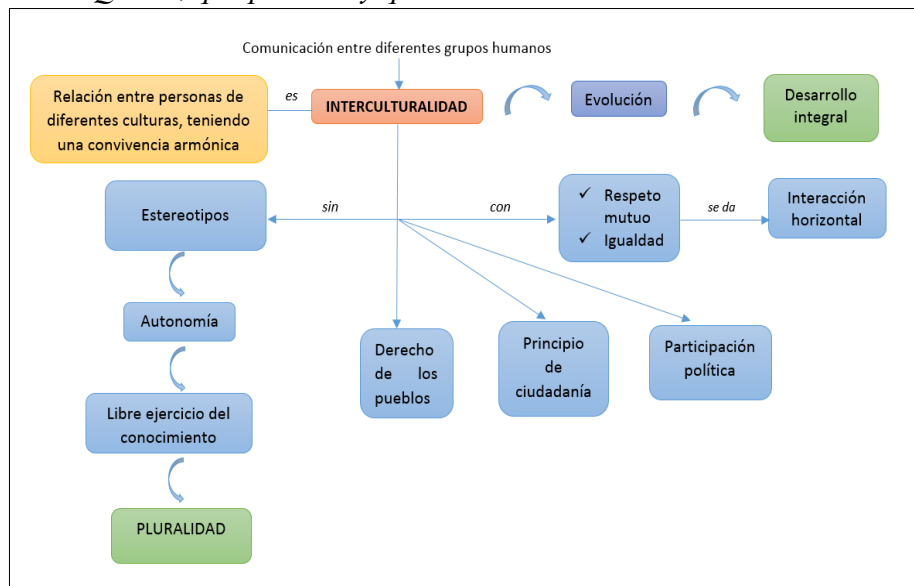 Comunicación entre diferentes grupos humanos
Relación entre personas de
diferentes culturas, teniendo
una convivencia armónica
es
INTERCULTURALIDAD
Evolución
Desarrollo
integral
Estereotipos
sin
con
✓ Respeto
mutuo
✓ Igualdad
se da
Interacción
horizontal
Autonomía
Libre ejercicio del
conocimiento
PLURALIDAD
Derecho
de los
pueblos
Principio
de
ciudadanía
Participación
política